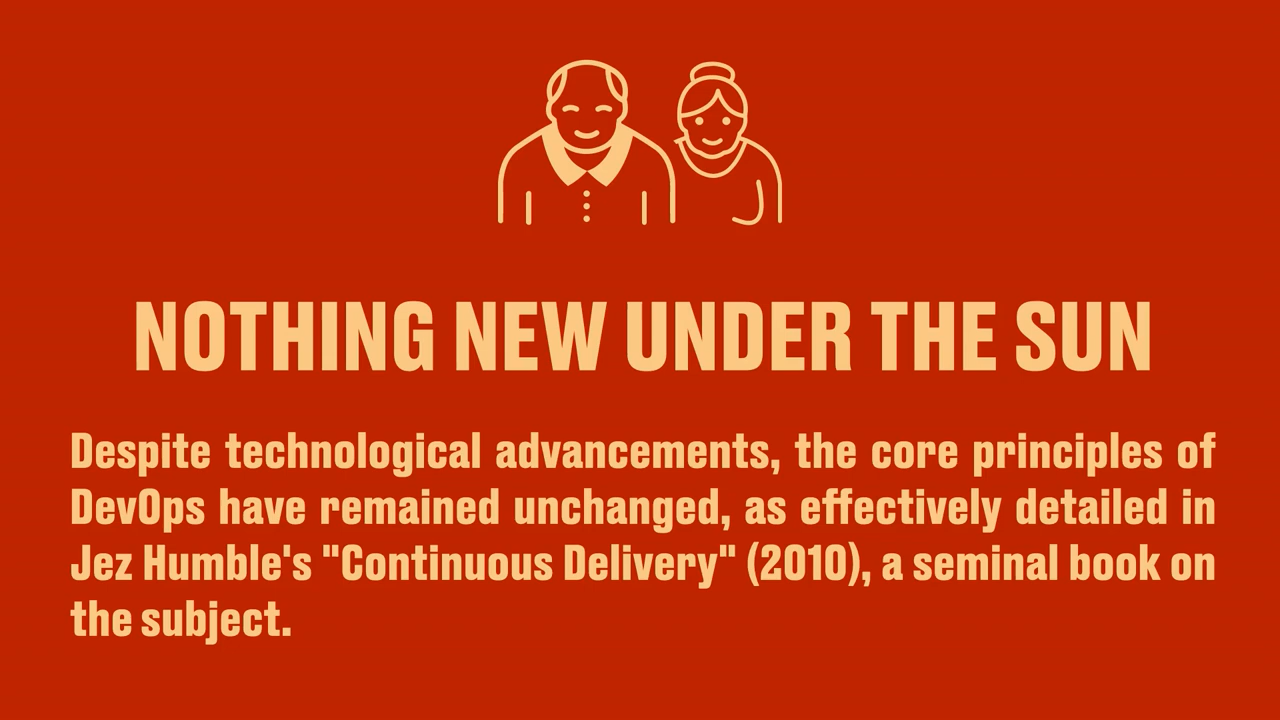 NOTHING NEW UNDER THE SUN
Despite technological advancements, the core principles of
DevOps have remained unchanged, as effectively detailed in
Jez Humble's "Continuous Delivery" (2010), a seminal book on
the subject.